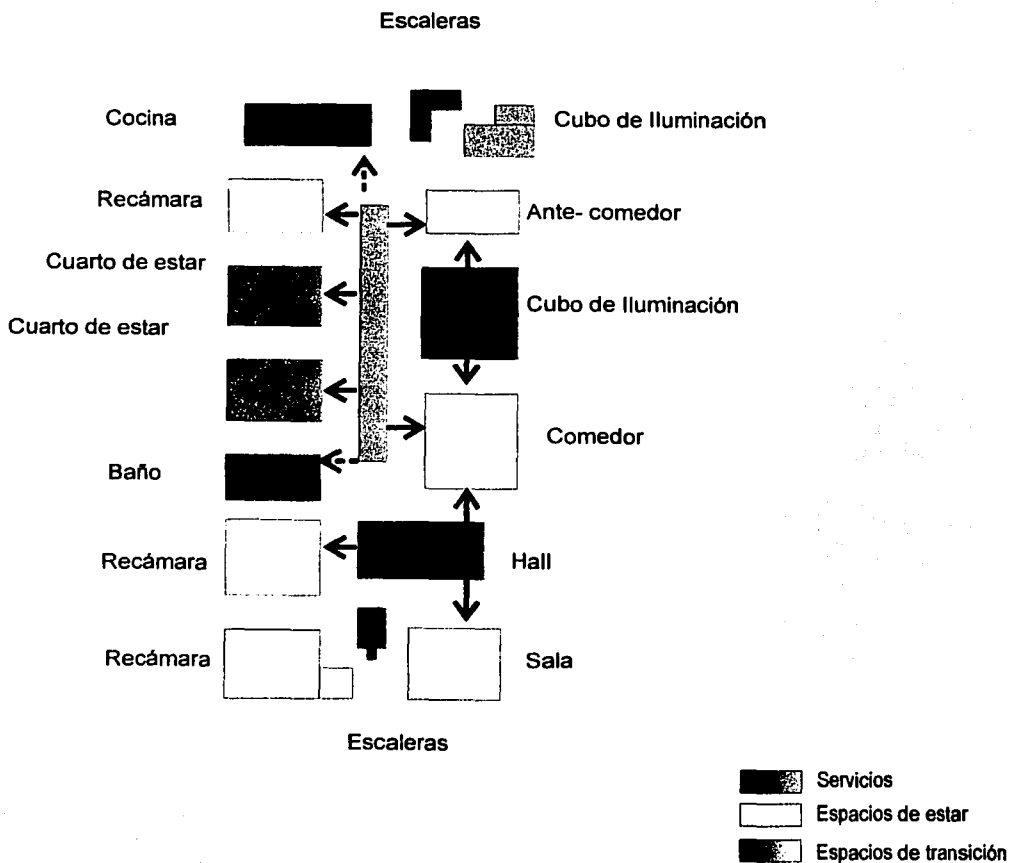 Escaleras
Cocina
Cubo de Iluminación
Recámara
Ante- comedor
Cuarto de estar
Cubo de Iluminación
Cuarto de estar
Comedor
Baño
Recámara
Hall
Recámara
Sala
Escaleras
Servicios
Espacios de estar
Espacios de transición